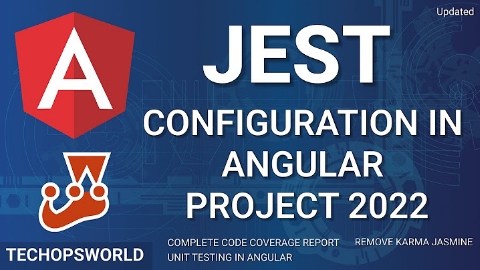 Updated
JEST
CONFIGURATION IN
ANGULAR
PROJECT 2022
TECHOPSWORLD
COMPLETE CODE COVERAGE REPORT
UNIT TESTING IN ANGULAR
REMOVE KARMA JASMINE